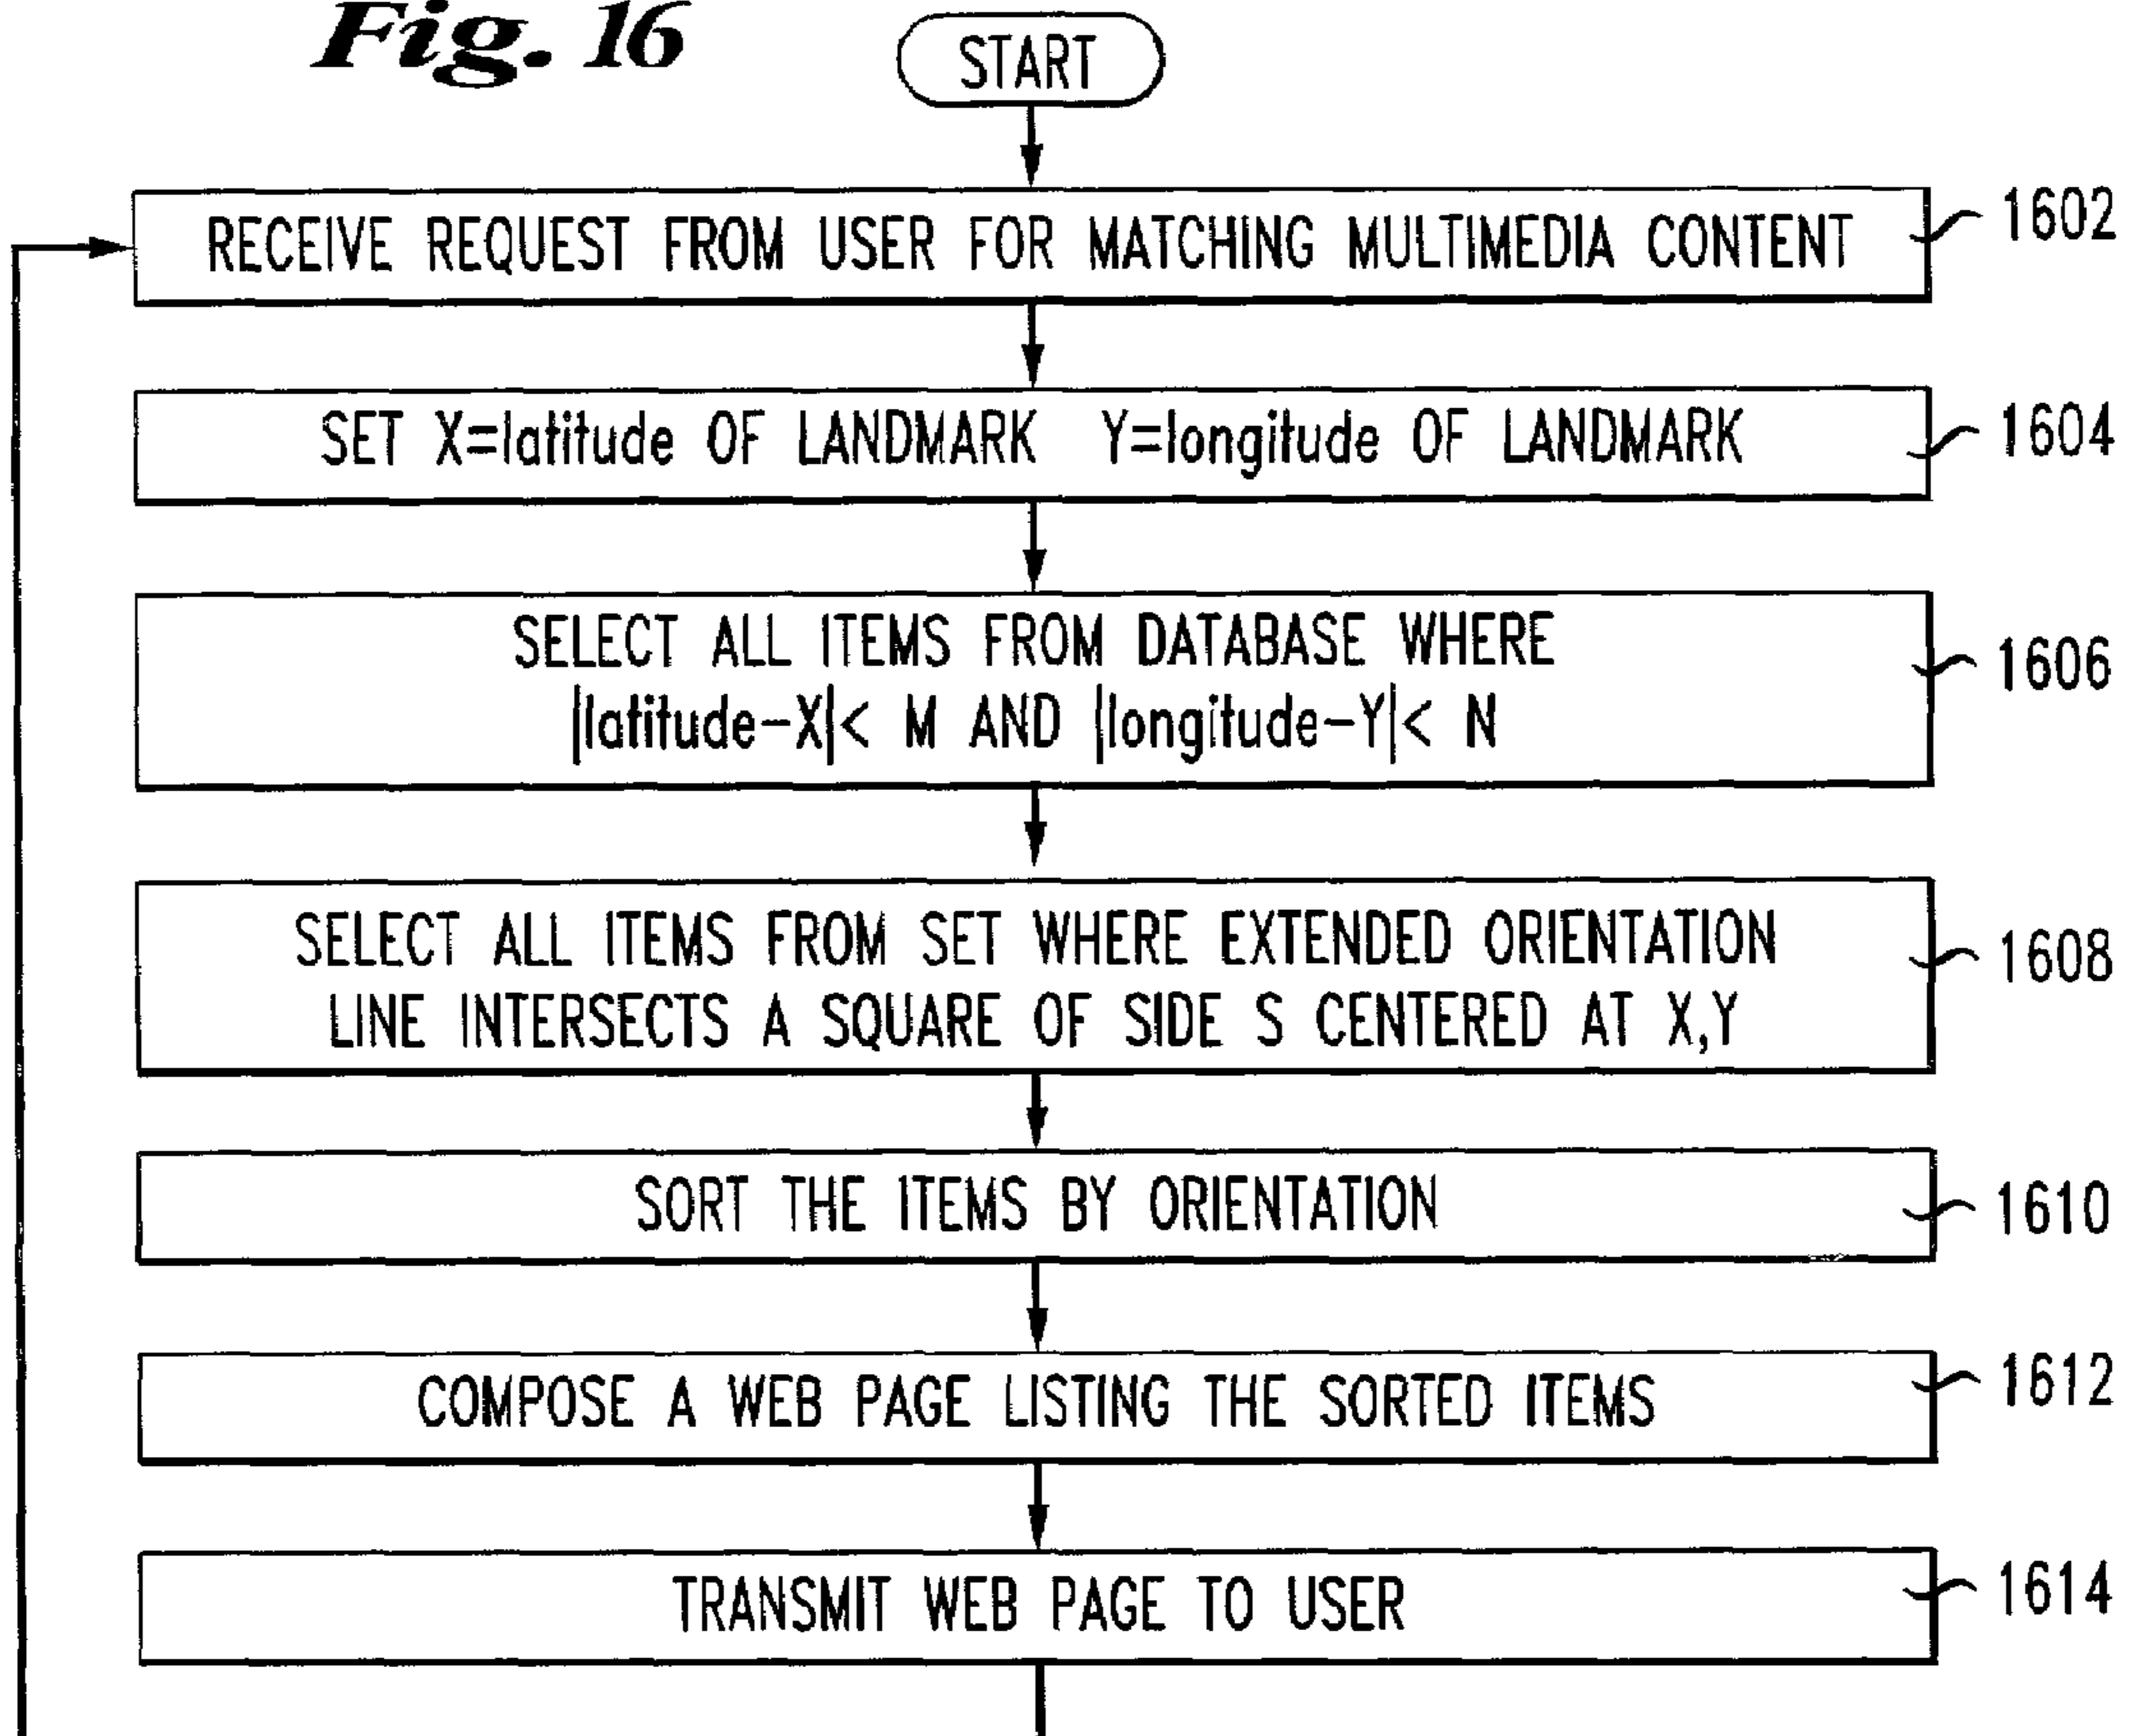 Fig. 16
START
RECEIVE REQUEST FROM USER FOR MATCHING MULTIMEDIA CONTENT
1602
SET X=latitude OF LANDMARK Y=longitude OF LANDMARK
1604
SELECT ALL ITEMS FROM DATABASE WHERE
|latitude-X|< M AND |longitude-Y|< N
1606
SELECT ALL ITEMS FROM SET WHERE EXTENDED ORIENTATION
LINE INTERSECTS A SQUARE OF SIDE S CENTERED AT X,Y
1608
SORT THE ITEMS BY ORIENTATION
1610
COMPOSE A WEB PAGE LISTING THE SORTED ITEMS
1612
TRANSMIT WEB PAGE TO USER
1614